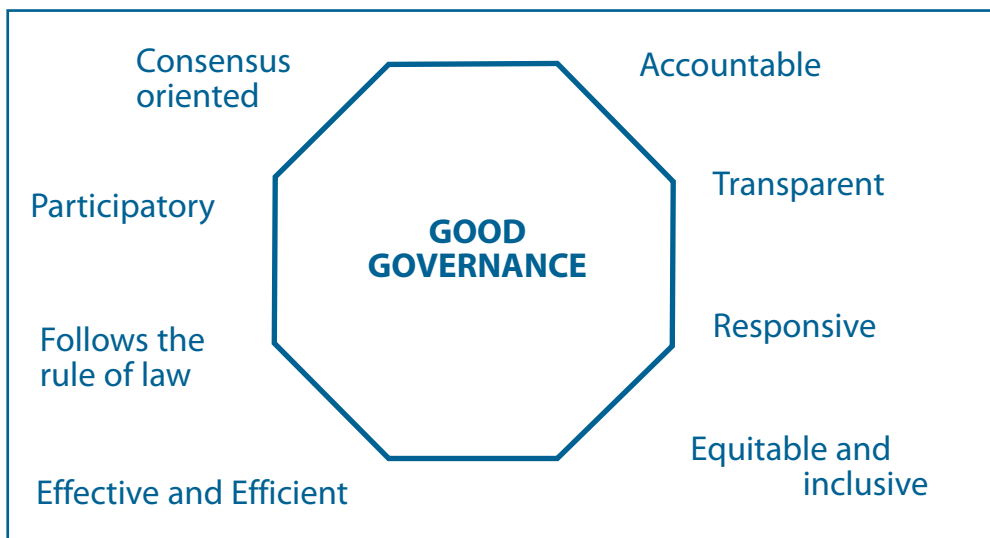 Consensus
oriented
Accountable
Participatory
Transparent
GOOD
GOVERNANCE
Follows the
rule of law
Responsive
Effective and Efficient
Equitable and
inclusive